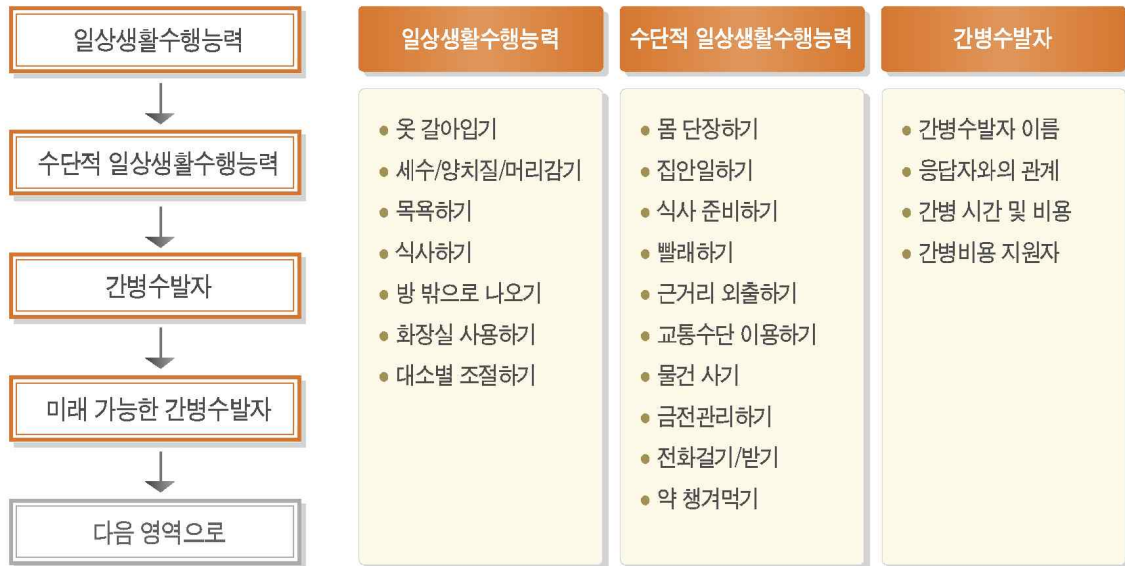 일상생활수행능력
수단적 일상생활수행능력
간병수발자
미래 가능한 간병수발자
다음 영역으로
일상생활수행능력
옷 갈아입기
세수/양치질/머리감기
목욕하기
식사하기
방 밖으로 나오기
화장실 사용하기
대소별 조절하기
수단적 일상생활수행능력
몸 단장하기
집안일하기
식사 준비하기
빨래하기
근거리 외출하기
교통수단 이용하기
물건 사기
금전관리하기
전화걸기/받기
약 챙겨먹기
간병수발자
간병수발자 이름
응답자와의 관계
간병 시간 및 비용
간병비용 지원자